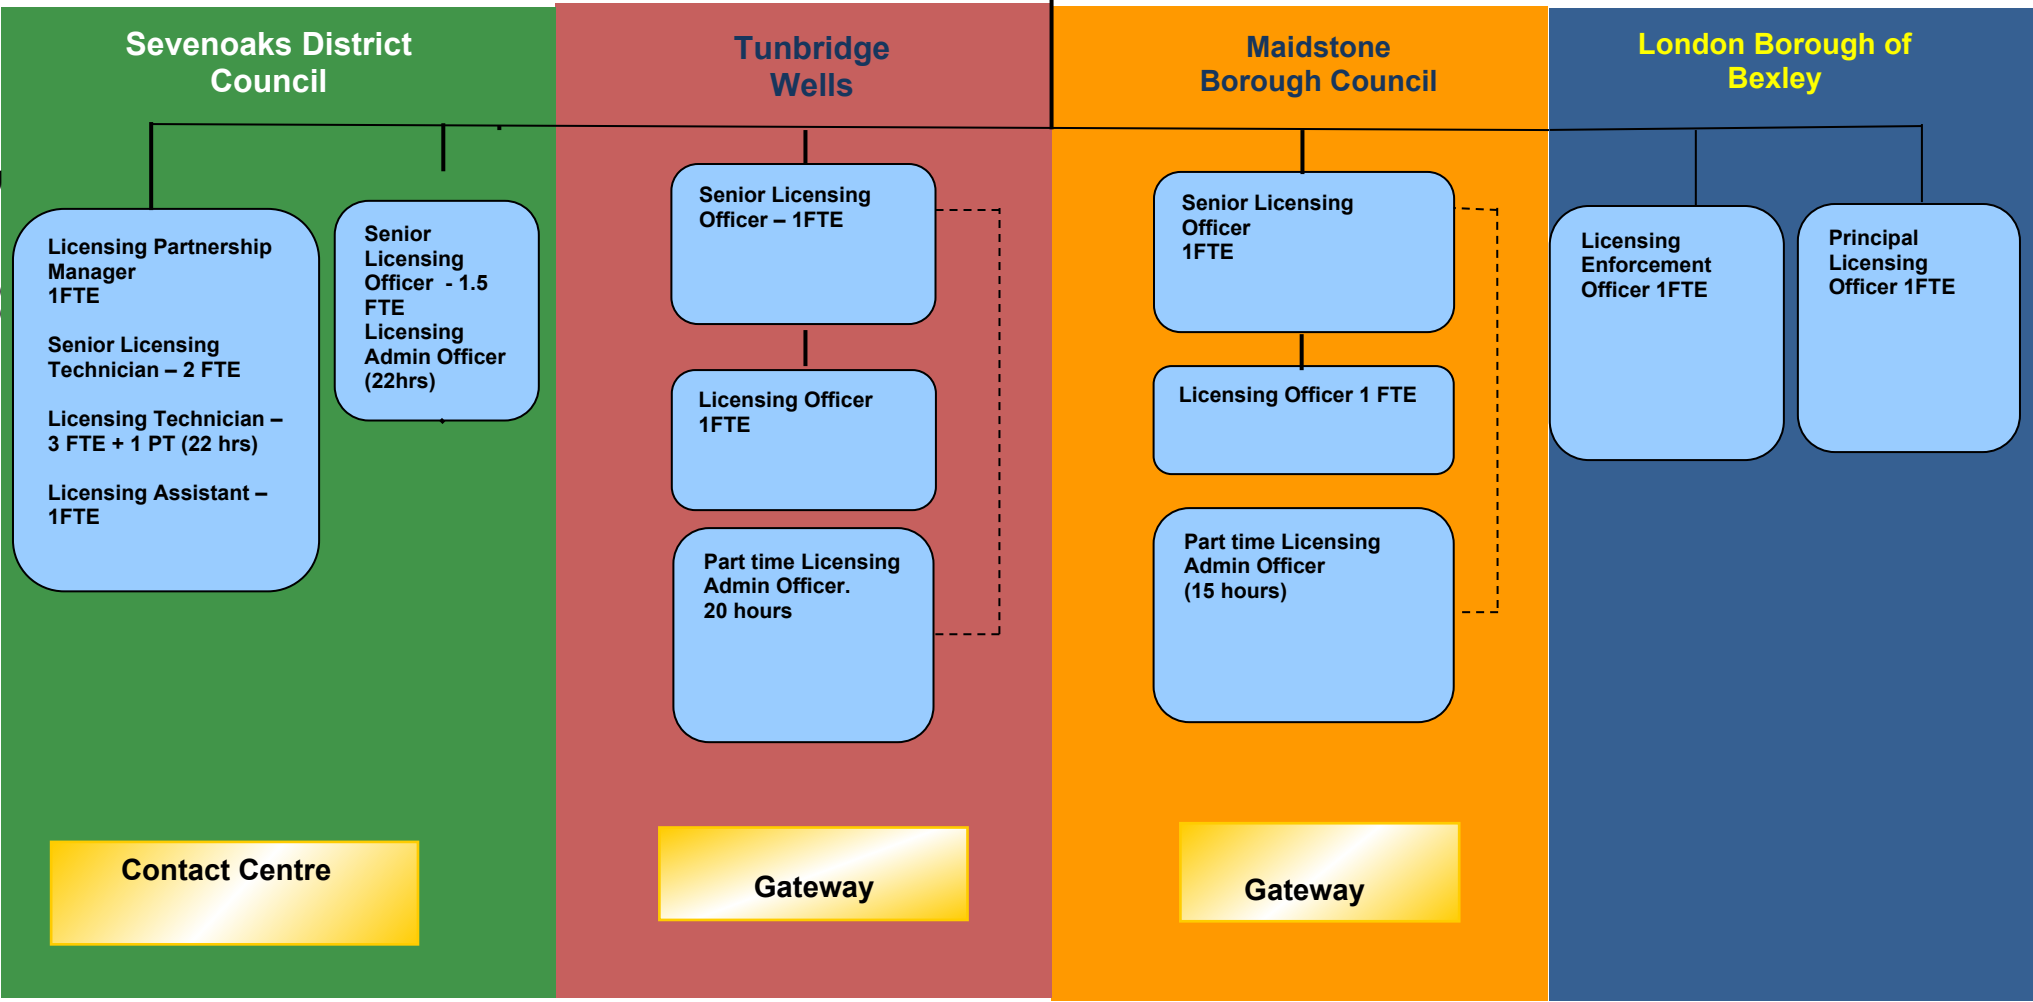 Sevenoaks District
Council
Tunbridge
Wells
Maidstone
Borough Council
London Borough of
Bexley
Licensing Partnership
Manager
1FTE
Senior Licensing
Technician – 2 FTE
Licensing Technician –
3 FTE + 1 PT (22 hrs)
Licensing Assistant –
1FTE
Senior
Licensing
Officer - 1.5
FTE
Licensing
Admin Officer
(22hrs)
Senior Licensing
Officer – 1FTE
Licensing Officer
1FTE
Part time Licensing
Admin Officer.
20 hours
Senior Licensing
Officer
1FTE
Licensing Officer 1 FTE
Part time Licensing
Admin Officer
(15 hours)
Licensing
Enforcement
Officer 1FTE
Principal
Licensing
Officer 1FTE
Contact Centre
Gateway
Gateway